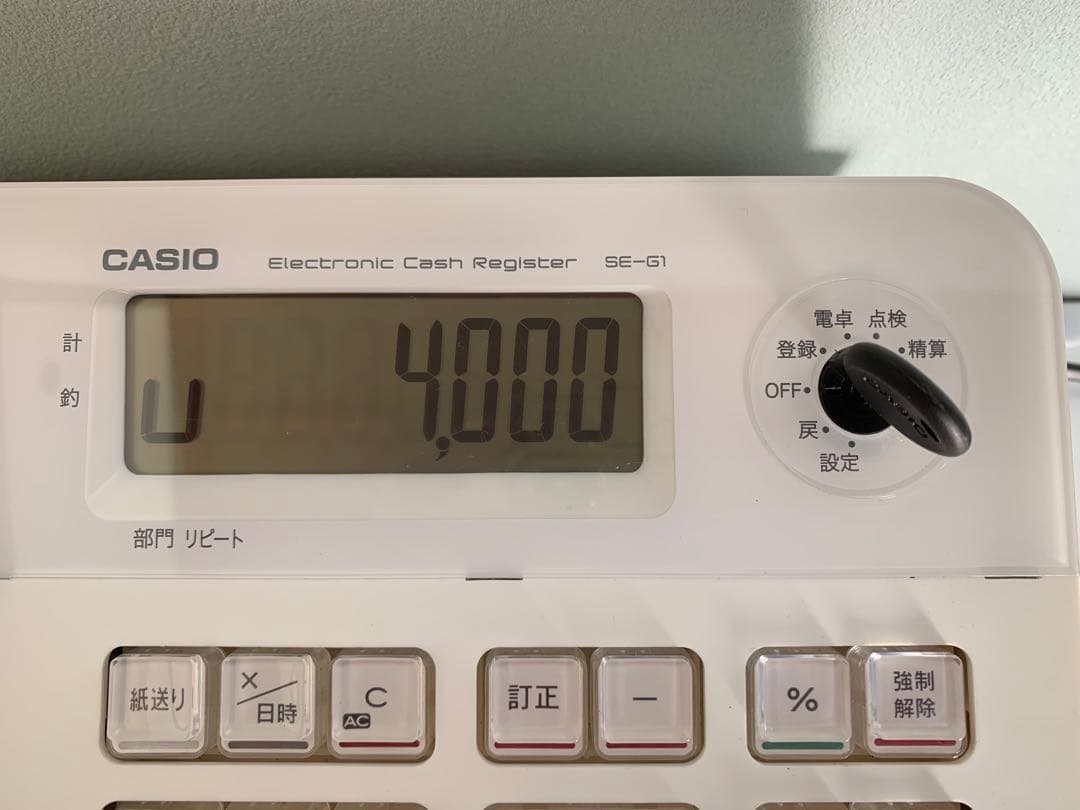 CASIO Electronic Cash Register SE-G1
計
釣
4,000
部門 リピート
電卓 点検
登録 精算
OFF
戻
設定
紙送り
×/日時
C
AC
訂正
－
%
強制
解除